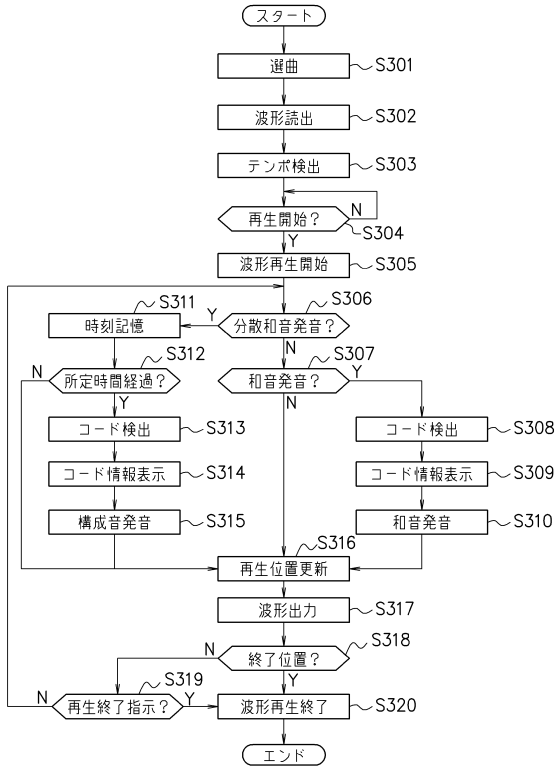 スタート
選曲
S301
波形読出
S302
テンポ検出
S303
再生開始?
N
S304
Y
波形再生開始
S305
S311
S306
時刻記憶
Y
分散和音発音?
N
S312
S307
N
所定時間経過?
和音発音?
Y
Y
N
コード検出
S313
コード検出
S308
コード情報表示
S314
コード情報表示
S309
構成音発音
S315
和音発音
S310
S316
再生位置更新
波形出力
S317
S318
N
終了位置?
S319
Y
N
再生終了指示?
Y
波形再生終了
S320
エンド